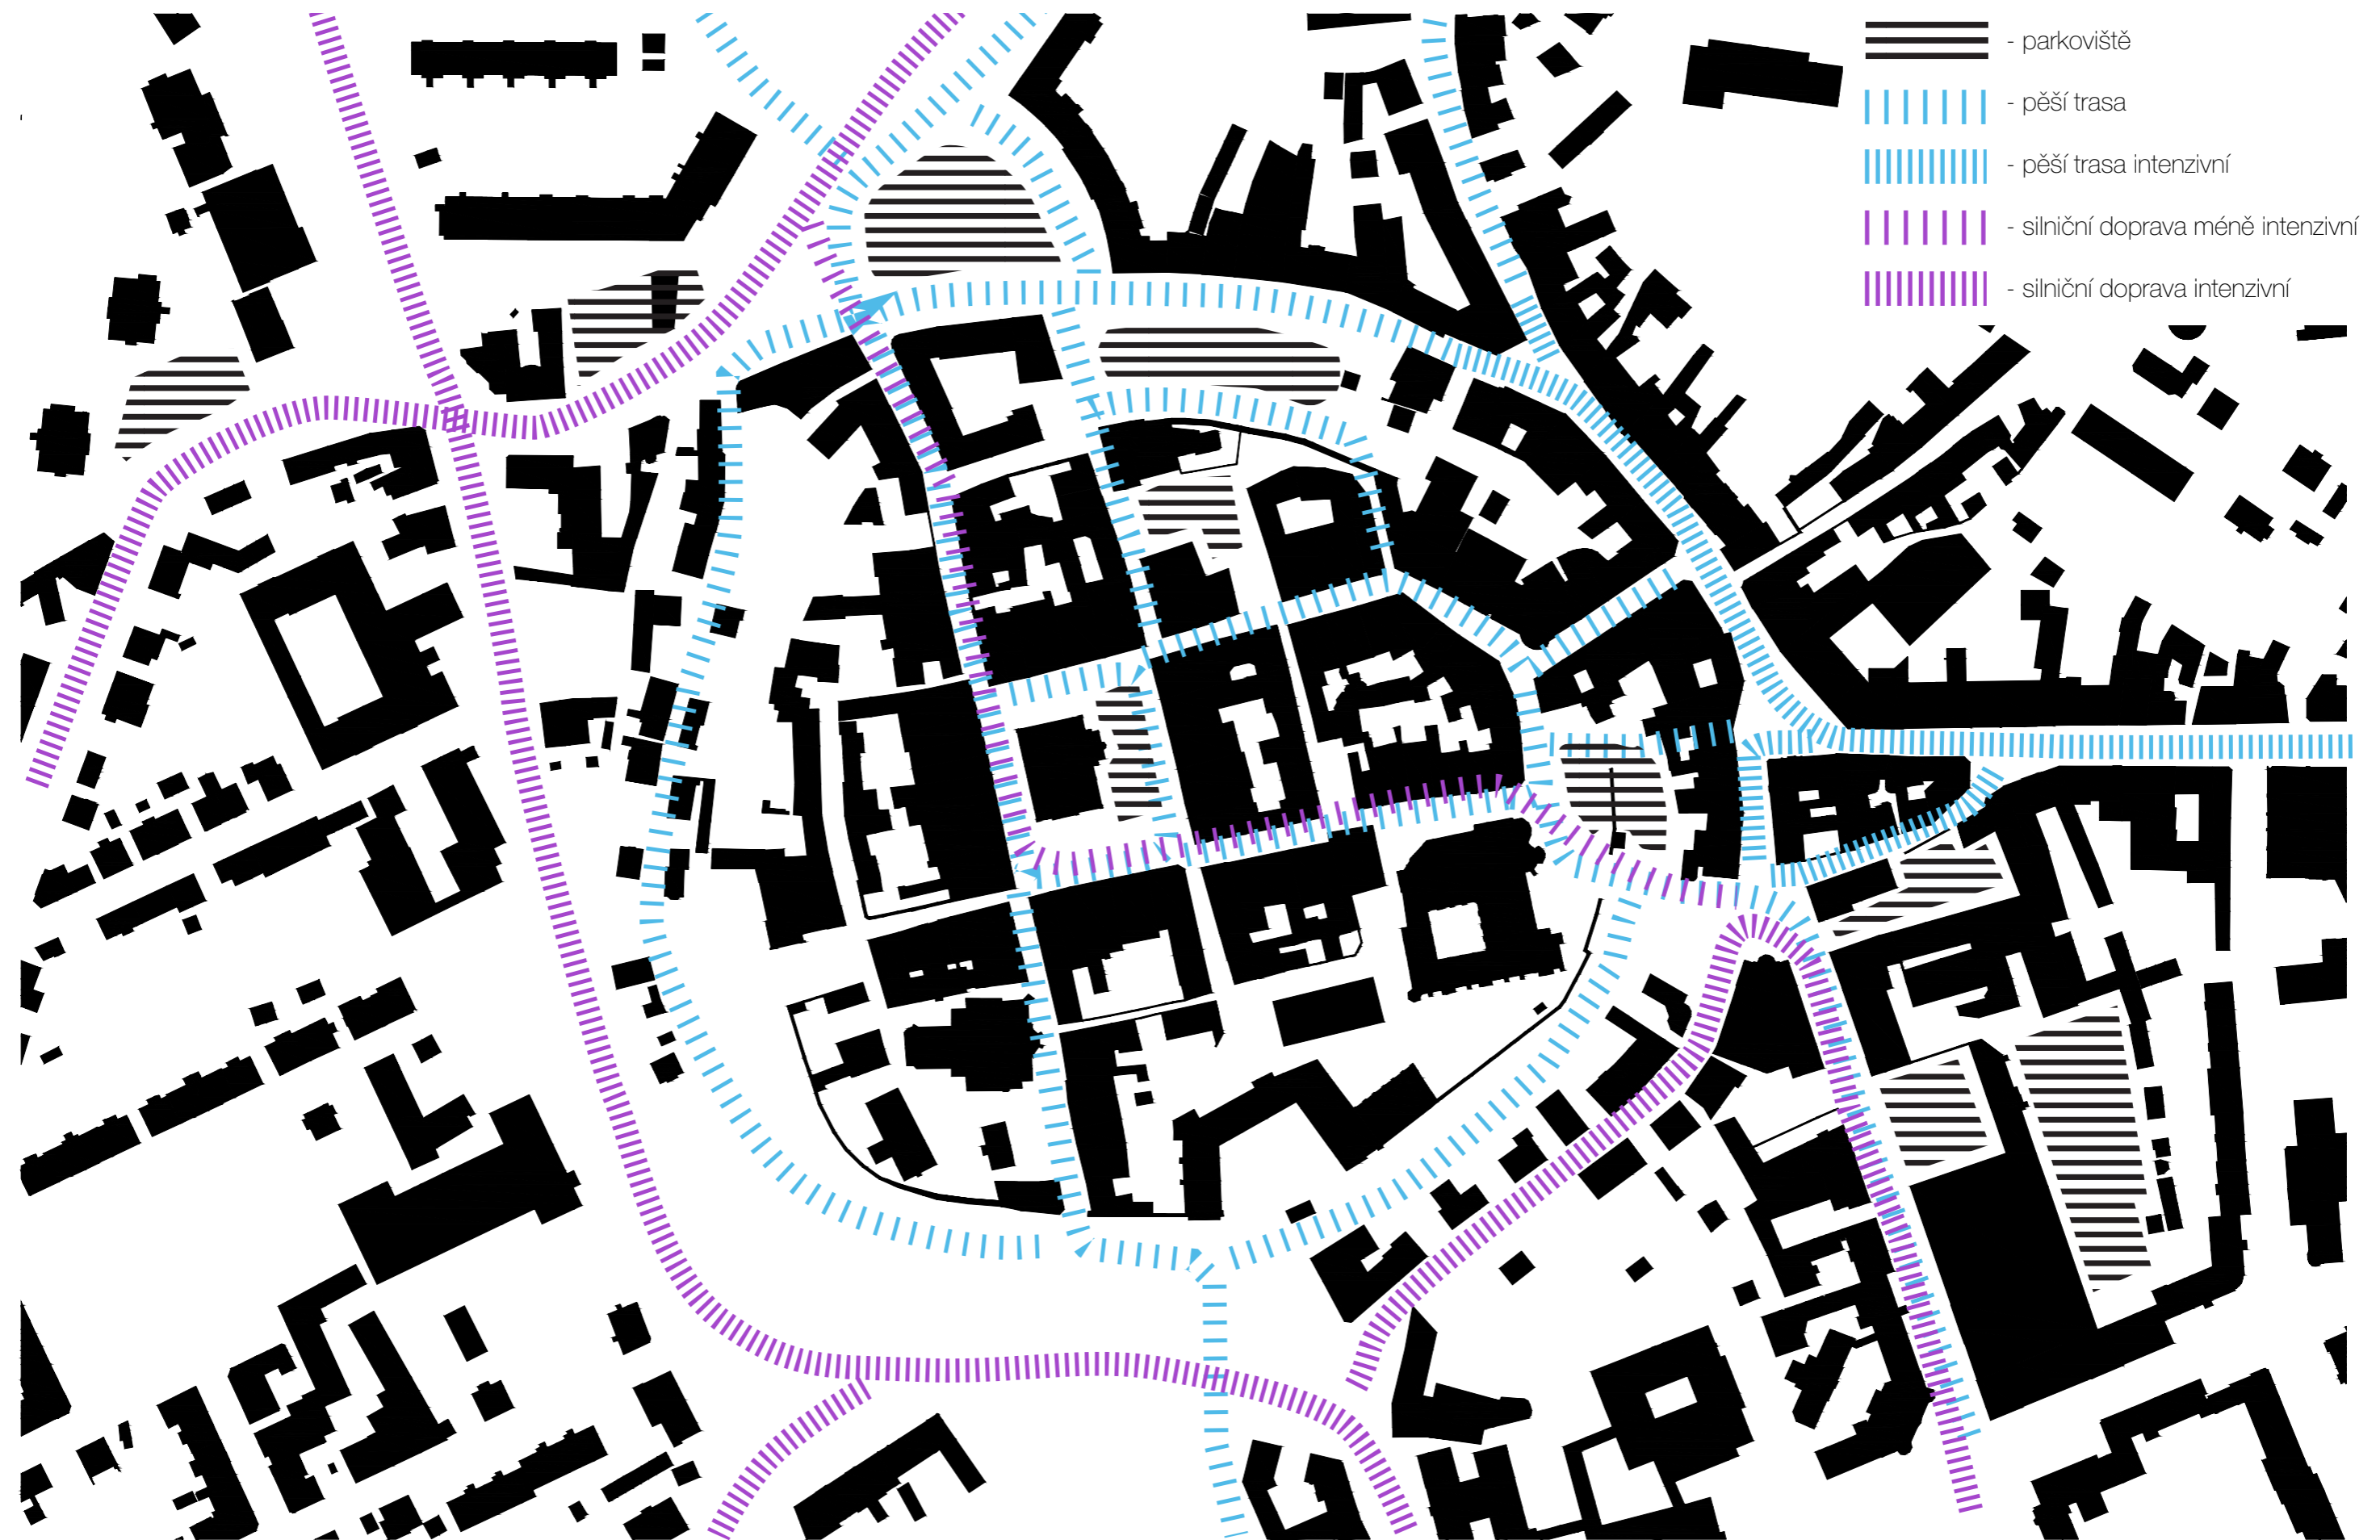 - parkoviště
- pěší trasa
- pěší trasa intenzivní
- silniční doprava méně intenzivní
- silniční doprava intenzivní